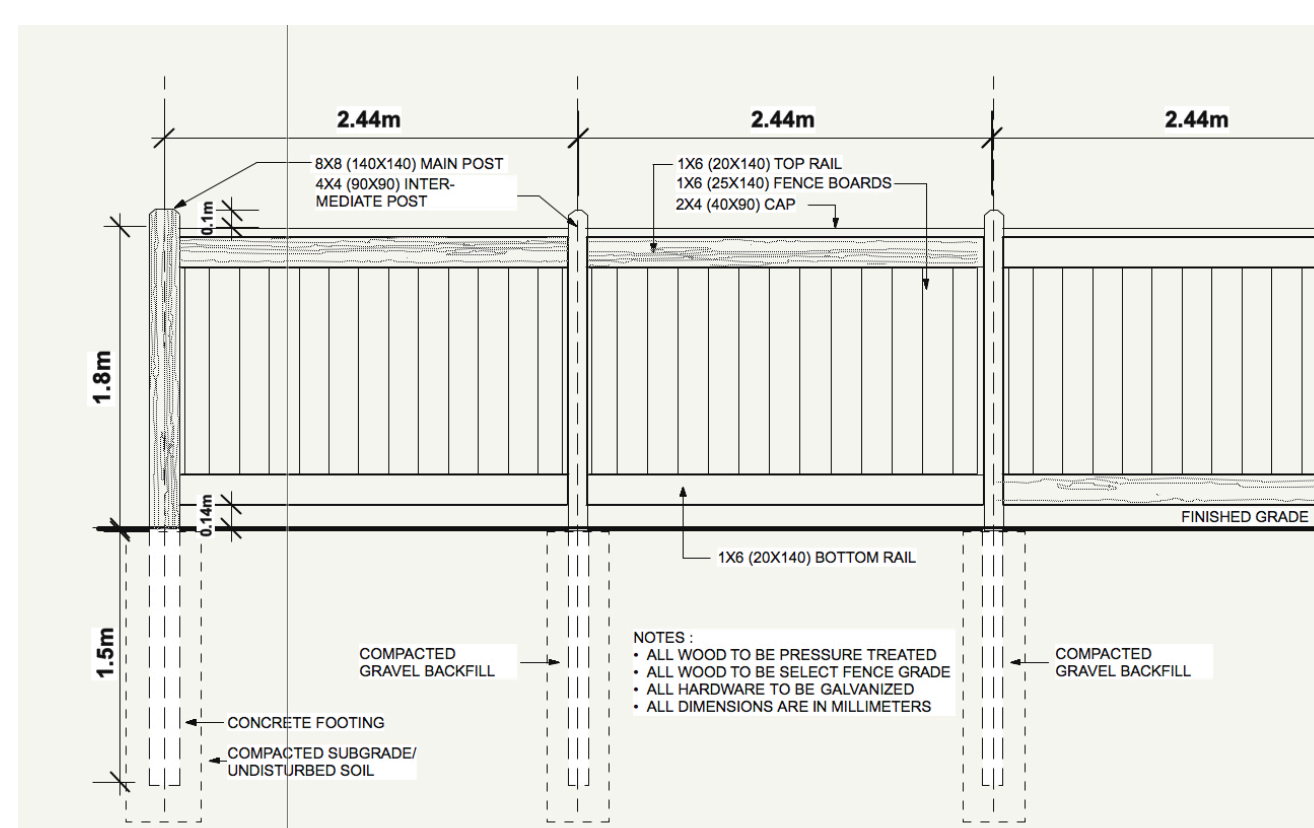 2.44m
2.44m
2.44m
8X8 (140X140) MAIN POST
4X4 (90X90) INTER-
MEDIATE POST
1X6 (20X140) TOP RAIL
1X6 (25X140) FENCE BOARDS
2X4 (40X90) CAP
0.1m
1.8m
0.14m
FINISHED GRADE
1X6 (20X140) BOTTOM RAIL
1.5m
COMPACTED
GRAVEL BACKFILL
NOTES :
• ALL WOOD TO BE PRESSURE TREATED
• ALL WOOD TO BE SELECT FENCE GRADE
• ALL HARDWARE TO BE GALVANIZED
• ALL DIMENSIONS ARE IN MILLIMETERS
COMPACTED
GRAVEL BACKFILL
CONCRETE FOOTING
COMPACTED SUBGRADE/
UNDISTURBED SOIL